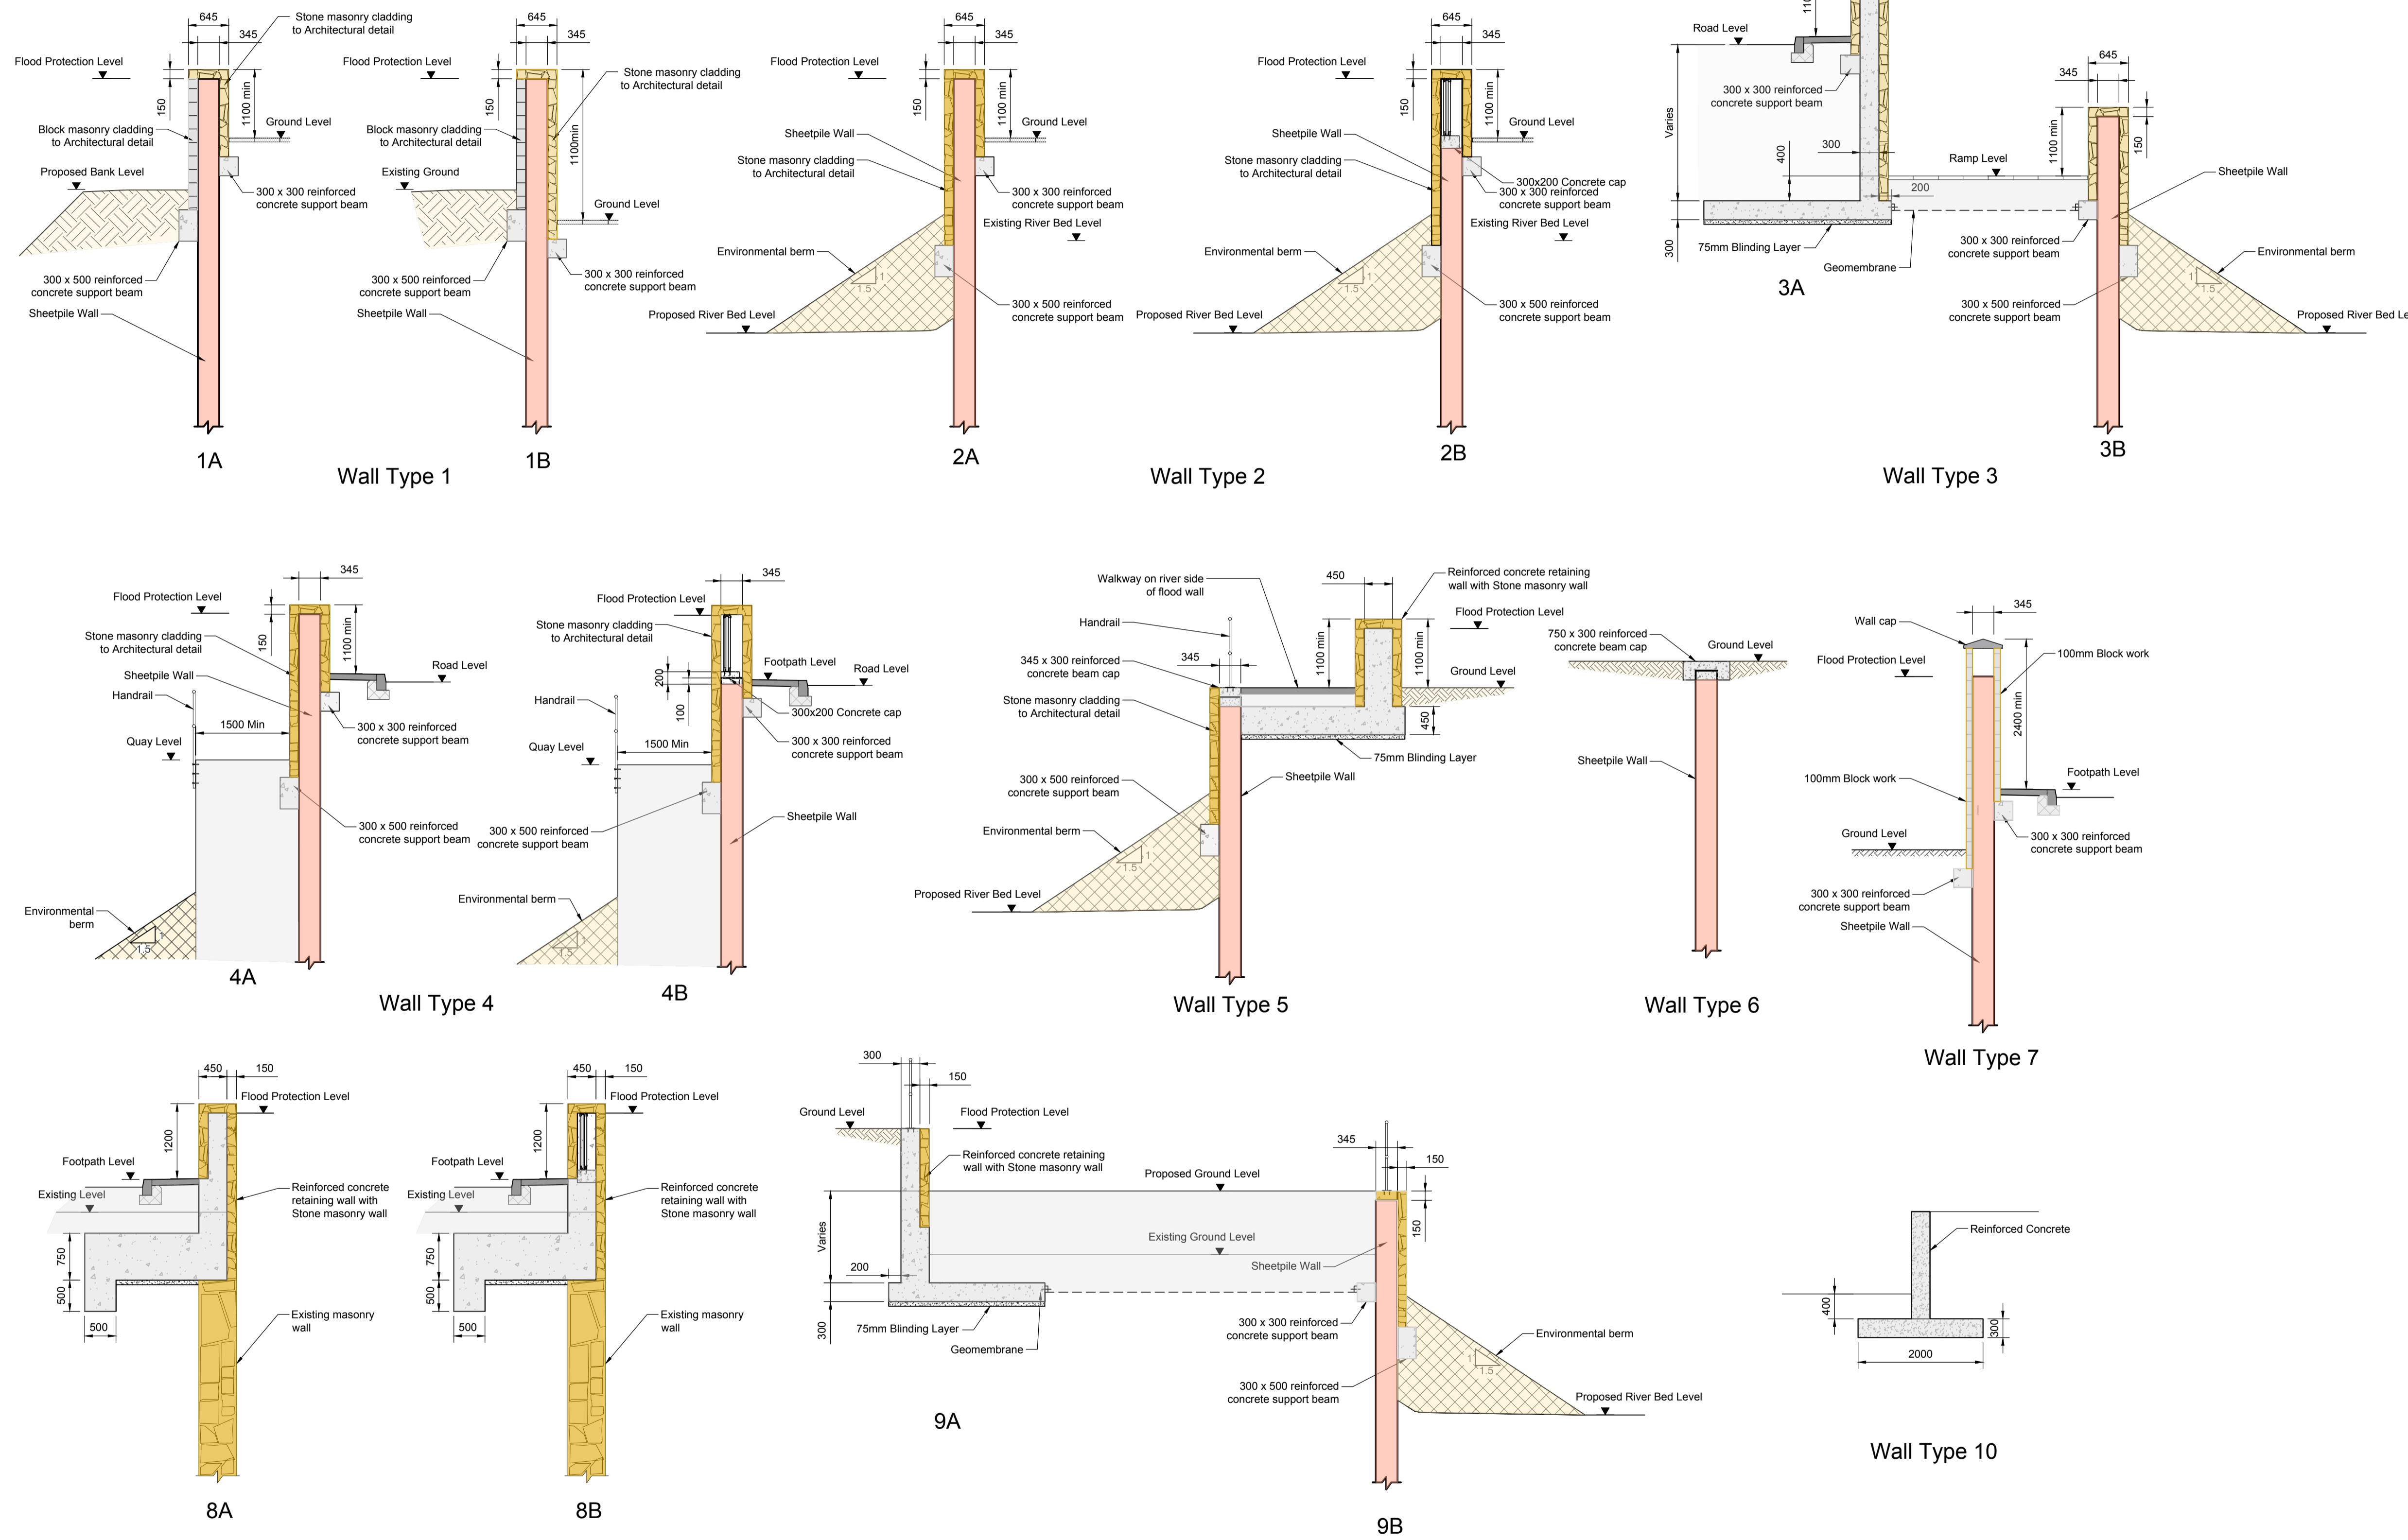 645
345
Stone masonry cladding
to Architectural detail
Flood Protection Level
150
1100 min
Block masonry cladding
to Architectural detail
Ground Level
Proposed Bank Level
300 x 300 reinforced
concrete support beam
300 x 500 reinforced
concrete support beam
Sheetpile Wall
1A
645
345
Flood Protection Level
Stone masonry cladding
to Architectural detail
150
1100min
Block masonry cladding
to Architectural detail
Existing Ground
Ground Level
300 x 300 reinforced
concrete support beam
300 x 500 reinforced
concrete support beam
Sheetpile Wall
1B
Wall Type 1
645
345
Flood Protection Level
150
1100 min
Ground Level
Sheetpile Wall
Stone masonry cladding
to Architectural detail
300 x 300 reinforced
concrete support beam
Existing River Bed Level
Environmental berm
1
1.5
300 x 500 reinforced
concrete support beam
Proposed River Bed Level
2A
645
345
Flood Protection Level
150
1100 min
Ground Level
Sheetpile Wall
Stone masonry cladding
to Architectural detail
300x200 Concrete cap
300 x 300 reinforced
concrete support beam
Existing River Bed Level
Environmental berm
1
1.5
300 x 500 reinforced
concrete support beam
Proposed River Bed Level
2B
Wall Type 2
Road Level
300 x 300 reinforced
concrete support beam
Varies
400
300
200
Ramp Level
300
75mm Blinding Layer
Geomembrane
3A
645
345
1100 min
150
Sheetpile Wall
300 x 300 reinforced
concrete support beam
Environmental berm
1
1.5
300 x 500 reinforced
concrete support beam
Proposed River Bed Le
3B
Wall Type 3
345
Flood Protection Level
150
1100 min
Stone masonry cladding
to Architectural detail
Sheetpile Wall
Road Level
Handrail
1500 Min
300 x 300 reinforced
concrete support beam
Quay Level
300 x 500 reinforced
concrete support beam
Environmental
berm
1
1.5
4A
345
Flood Protection Level
Stone masonry cladding
to Architectural detail
Footpath Level
Road Level
200
100
Handrail
300x200 Concrete cap
1500 Min
300 x 300 reinforced
concrete support beam
Quay Level
Sheetpile Wall
300 x 500 reinforced
concrete support beam
Environmental berm
1
1.5
4B
Wall Type 4
Walkway on river side
of flood wall
450
Reinforced concrete retaining
wall with Stone masonry wall
Flood Protection Level
Handrail
1100 min
1100 min
345
345 x 300 reinforced
concrete beam cap
Ground Level
Stone masonry cladding
to Architectural detail
450
75mm Blinding Layer
Sheetpile Wall
300 x 500 reinforced
concrete support beam
Environmental berm
1
1.5
Proposed River Bed Level
Wall Type 5
750 x 300 reinforced
concrete beam cap
Ground Level
Sheetpile Wall
Wall Type 6
345
Wall cap
100mm Block work
Flood Protection Level
2400 min
Footpath Level
100mm Block work
Ground Level
300 x 300 reinforced
concrete support beam
300 x 300 reinforced
concrete support beam
Sheetpile Wall
Wall Type 7
450
150
Flood Protection Level
1200
Footpath Level
Existing Level
Reinforced concrete
retaining wall with
Stone masonry wall
750
500
500
Existing masonry
wall
8A
450
150
Flood Protection Level
1200
Footpath Level
Existing Level
Reinforced concrete
retaining wall with
Stone masonry wall
750
500
500
Existing masonry
wall
8B
300
150
Ground Level
Flood Protection Level
Reinforced concrete retaining
wall with Stone masonry wall
Proposed Ground Level
Varies
Existing Ground Level
200
300
75mm Blinding Layer
Geomembrane
9A
345
150
150
Sheetpile Wall
300 x 300 reinforced
concrete support beam
Environmental berm
1
1.5
300 x 500 reinforced
concrete support beam
Proposed River Bed Level
9B
Reinforced Concrete
400
300
2000
Wall Type 10